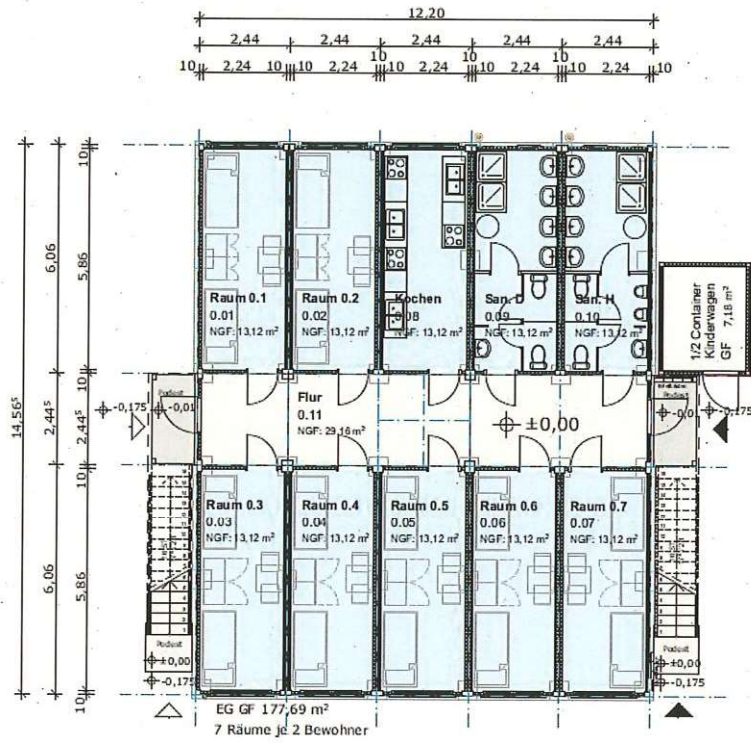 12,20
2,44 2,44 2,44 2,44 2,44
10 10 10 10
10 2,24 10 2,24 10 2,24 10 2,24 10 2,24 10
14,56⁵
6,06
2,44⁵
6,06
10
5,86
10
2,44⁵
10
5,86
10
Raum 0.1
0.01
NGF: 13,12 m²
Raum 0.2
0.02
NGF: 13,12 m²
Kochen
0.08
NGF: 13,12 m²
San. D
0.09
NGF: 13,12 m²
San. H
0.10
NGF: 13,12 m²
1/2 Container
Kinderwagen
GF 7,18 m²
Podest
-0,175
-0,01
Flur
0.11
NGF: 29,16 m²
±0,00
Podest
-0,0
-0,175
Raum 0.3
0.03
NGF: 13,12 m²
Raum 0.4
0.04
NGF: 13,12 m²
Raum 0.5
0.05
NGF: 13,12 m²
Raum 0.6
0.06
NGF: 13,12 m²
Raum 0.7
0.07
NGF: 13,12 m²
Podest
±0,00
-0,175
Podest
±0,00
-0,175
EG GF 177,69 m²
7 Räume je 2 Bewohner